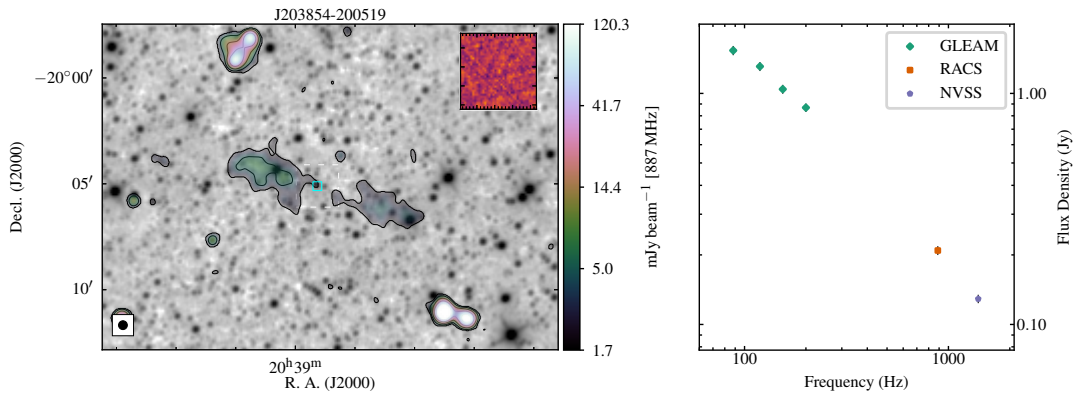 J203854-200519
−20°00′
05′
10′
Decl. (J2000)
20ʰ39ᵐ
R. A. (J2000)
120.3
41.7
14.4
5.0
1.7
mJy beam⁻¹ [887 MHz]
GLEAM
RACS
NVSS
1.00
0.10
Flux Density (Jy)
100
1000
Frequency (Hz)